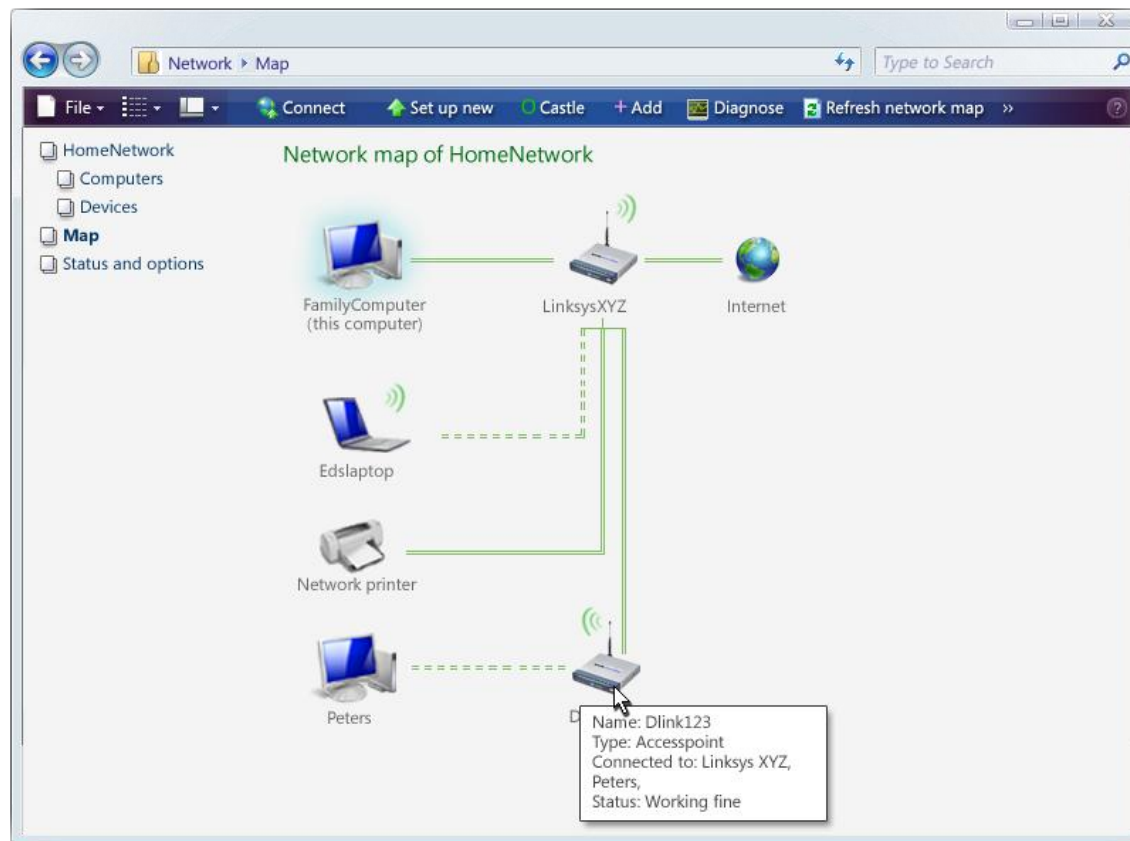 Network ▸ Map
Type to Search
File Connect Set up new Castle + Add Diagnose Refresh network map »
?
HomeNetwork
Computers
Devices
Map
Status and options
Network map of HomeNetwork
FamilyComputer
(this computer)
LinksysXYZ
Internet
Edslaptop
Network printer
Peters
D
Name: Dlink123
Type: Accesspoint
Connected to: Linksys XYZ,
Peters,
Status: Working fine